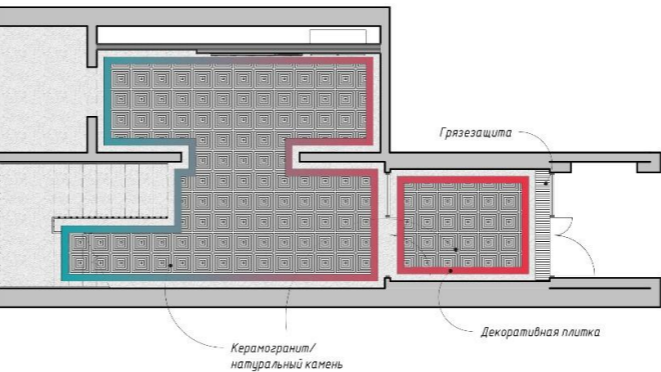 Грязезащита
Декоративная плитка
Керамогранит/
натуральный камень